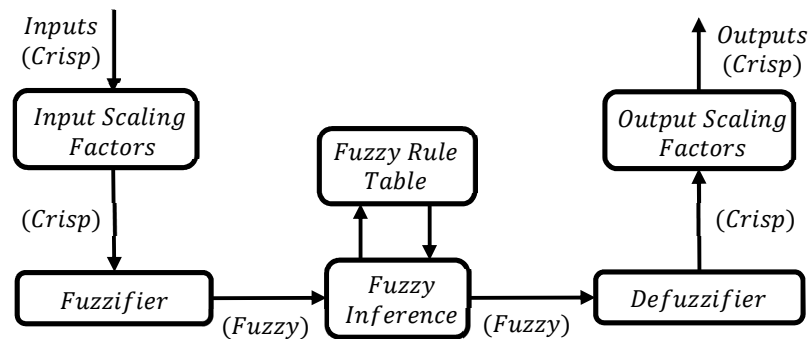 Inputs
(Crisp)
Input Scaling
Factors
(Crisp)
Fuzzifier
(Fuzzy)
Fuzzy Rule
Table
Fuzzy
Inference
(Fuzzy)
Defuzzifier
(Crisp)
Output Scaling
Factors
Outputs
(Crisp)